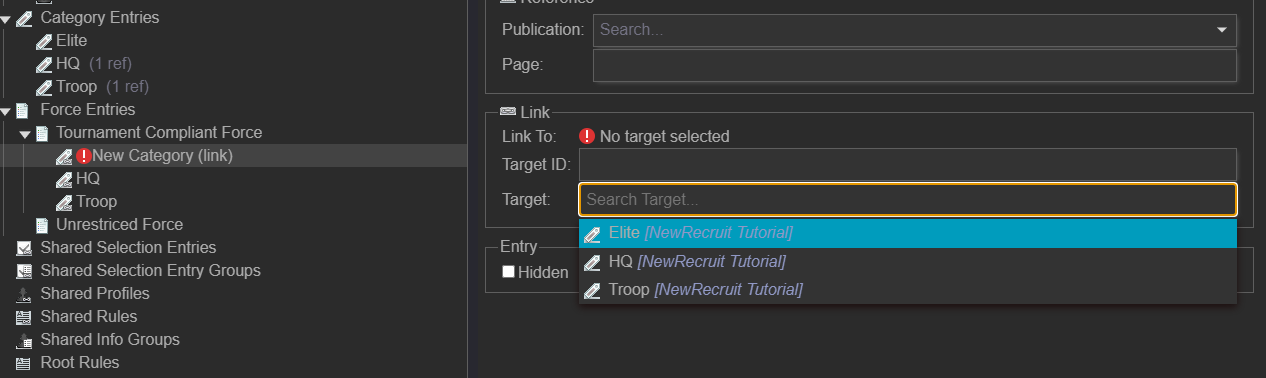 Category Entries
Elite
HQ (1 ref)
Troop (1 ref)
Force Entries
Tournament Compliant Force
New Category (link)
HQ
Troop
Unrestriced Force
Shared Selection Entries
Shared Selection Entry Groups
Shared Profiles
Shared Rules
Shared Info Groups
Root Rules
Reference
Publication: Search...
Page:
Link
Link To: No target selected
Target ID:
Target: Search Target...
Elite [NewRecruit Tutorial]
HQ [NewRecruit Tutorial]
Troop [NewRecruit Tutorial]
Entry
Hidden